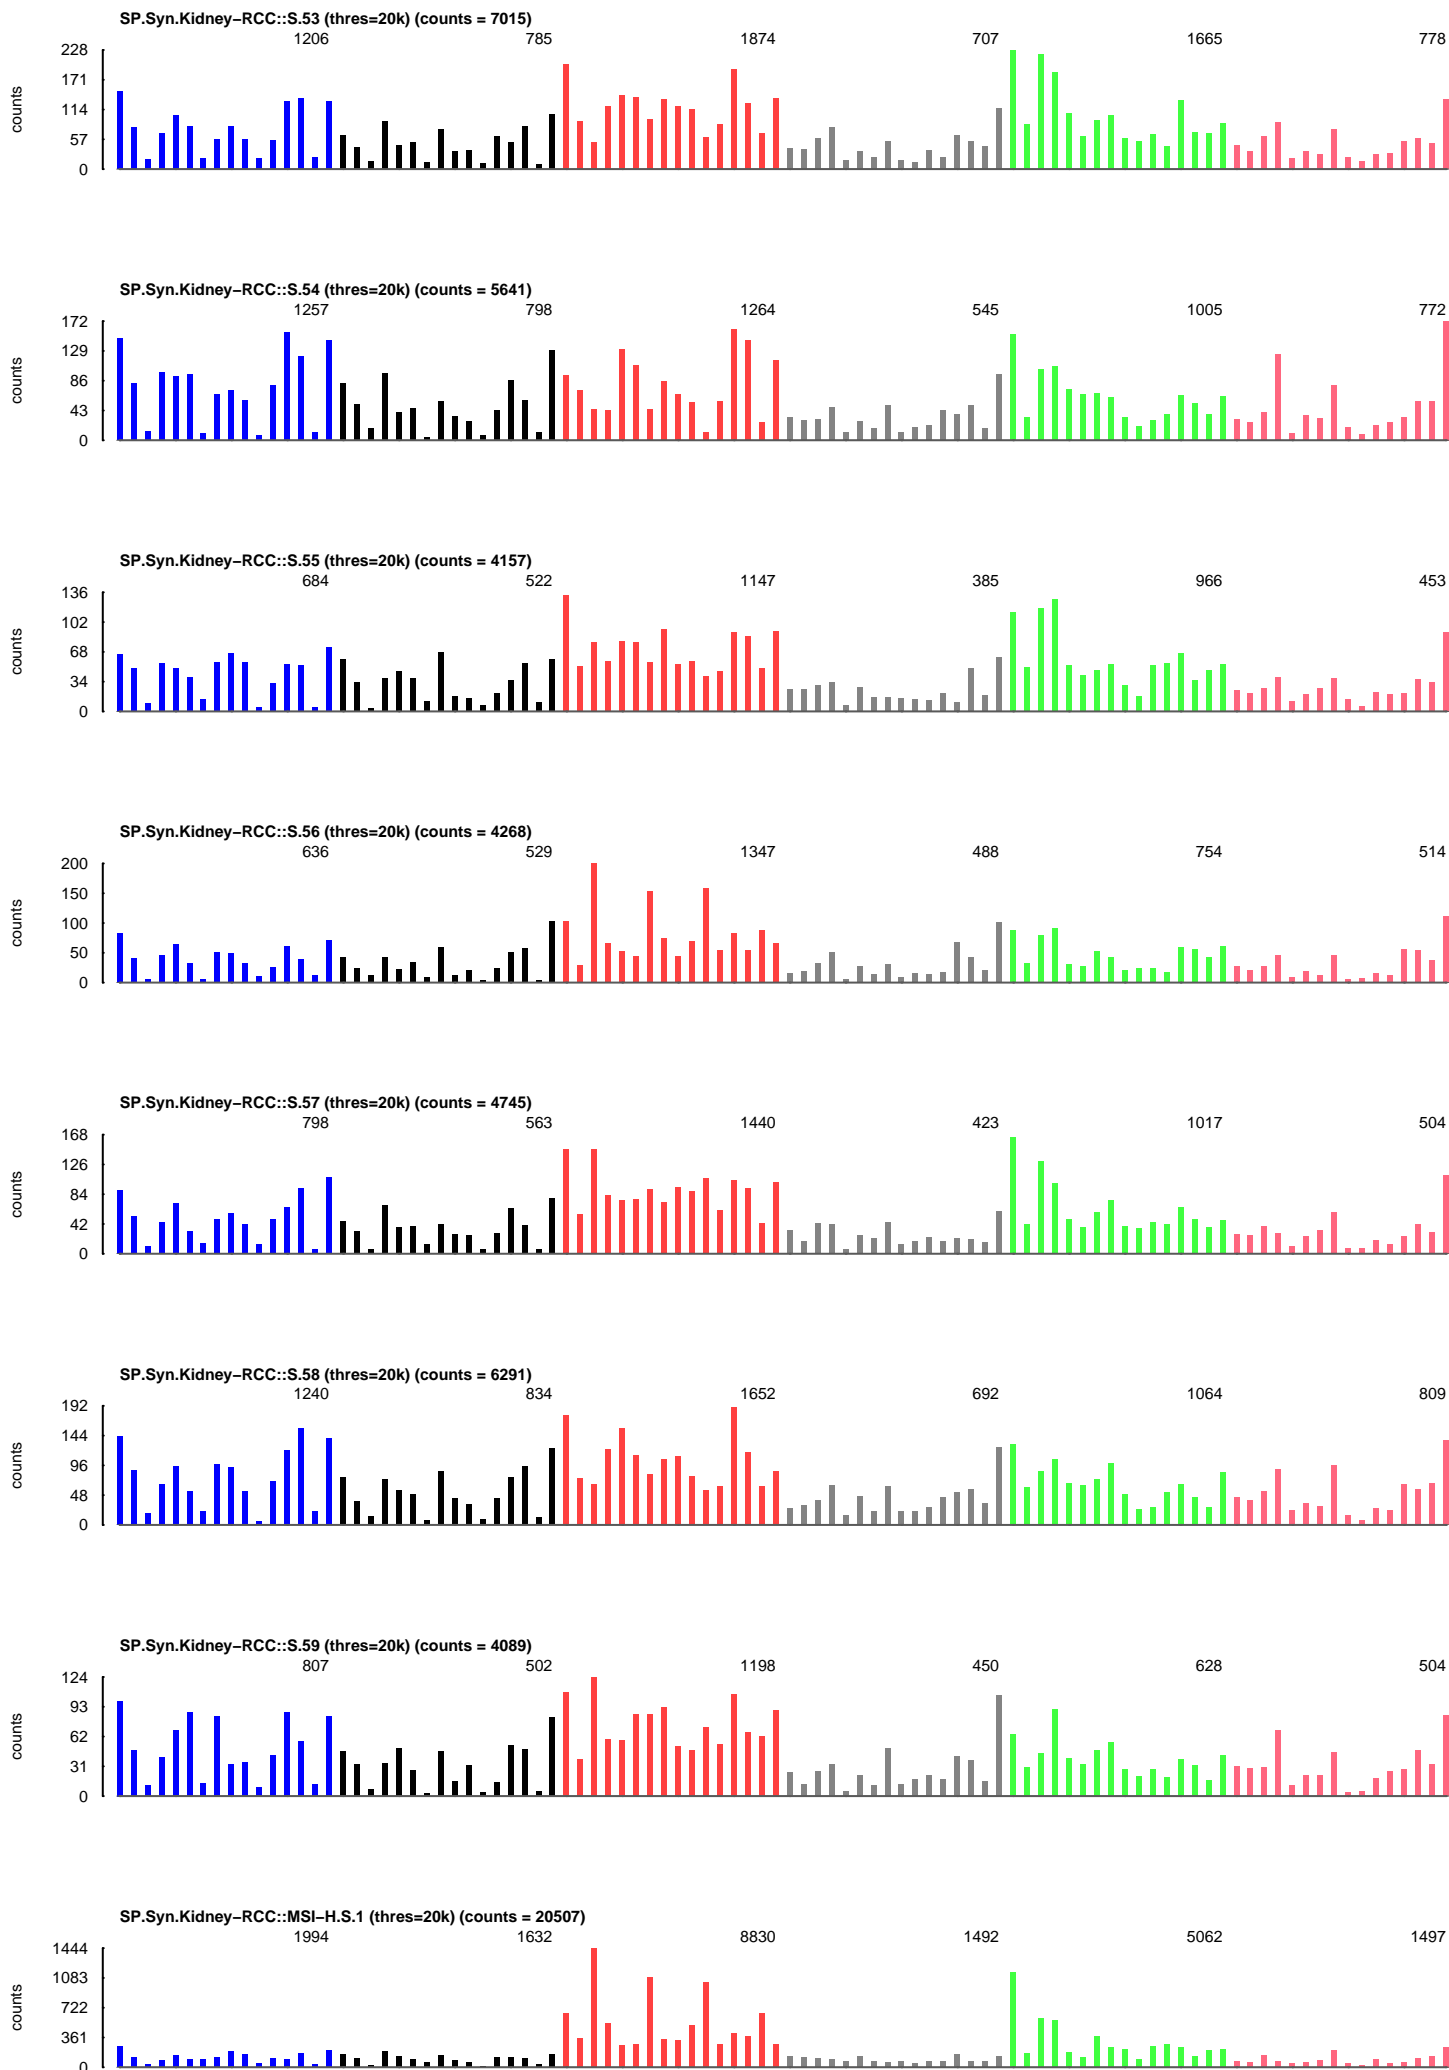 SP.Syn.Kidney−RCC::S.53 (thres=20k) (counts = 7015)
1206 785 1874 707 1665 778
228
171
114
57
0
counts
SP.Syn.Kidney−RCC::S.54 (thres=20k) (counts = 5641)
1257 798 1264 545 1005 772
172
129
86
43
0
counts
SP.Syn.Kidney−RCC::S.55 (thres=20k) (counts = 4157)
684 522 1147 385 966 453
136
102
68
34
0
counts
SP.Syn.Kidney−RCC::S.56 (thres=20k) (counts = 4268)
636 529 1347 488 754 514
200
150
100
50
0
counts
SP.Syn.Kidney−RCC::S.57 (thres=20k) (counts = 4745)
798 563 1440 423 1017 504
168
126
84
42
0
counts
SP.Syn.Kidney−RCC::S.58 (thres=20k) (counts = 6291)
1240 834 1652 692 1064 809
192
144
96
48
0
counts
SP.Syn.Kidney−RCC::S.59 (thres=20k) (counts = 4089)
807 502 1198 450 628 504
124
93
62
31
0
counts
SP.Syn.Kidney−RCC::MSI−H.S.1 (thres=20k) (counts = 20507)
1994 1632 8830 1492 5062 1497
1444
1083
722
361
0
counts